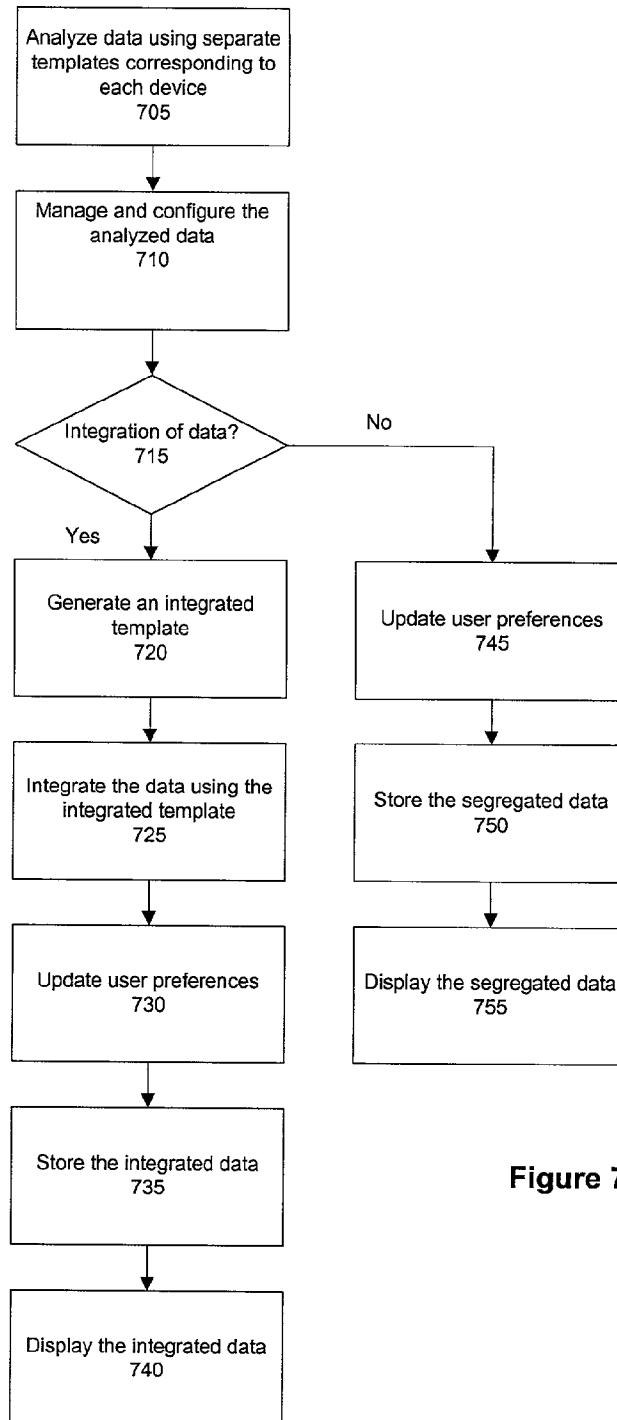 Analyze data using separate
templates corresponding to
each device
705
Manage and configure the
analyzed data
710
Integration of data?
715
No
Yes
Generate an integrated
template
720
Integrate the data using the
integrated template
725
Update user preferences
730
Store the integrated data
735
Display the integrated data
740
Update user preferences
745
Store the segregated data
750
Display the segregated data
755
Figure 7